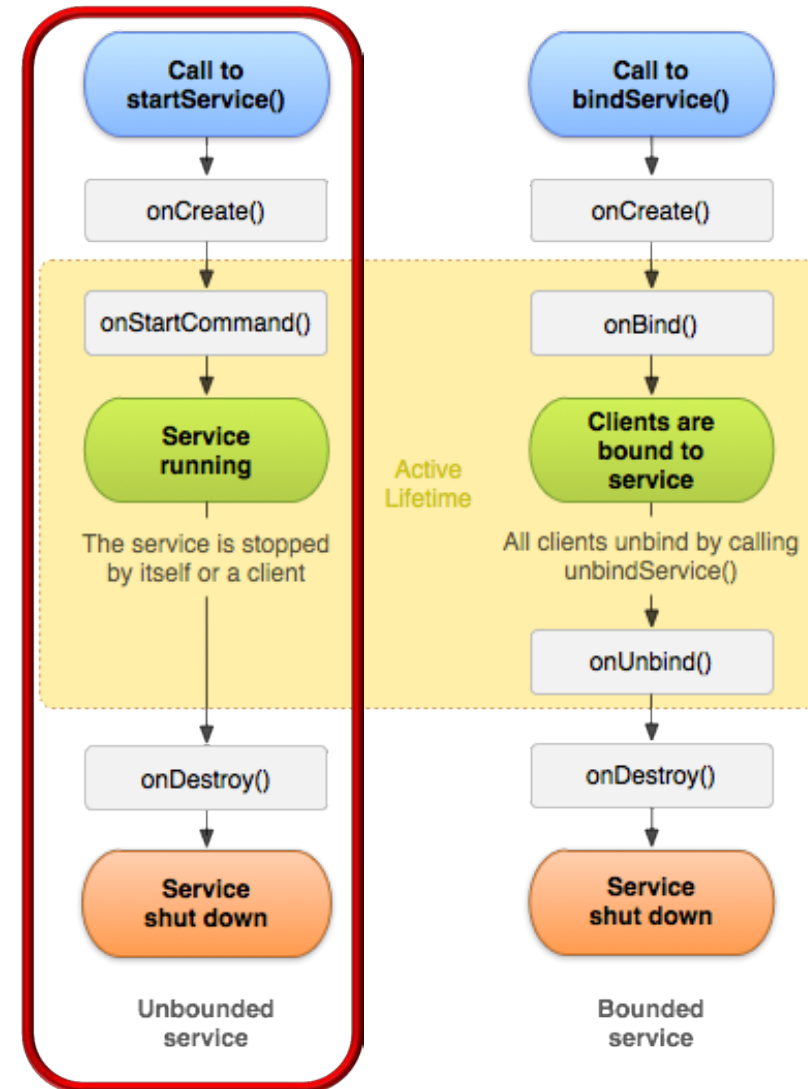 Call to
startService()
onCreate()
onStartCommand()
Service
running
The service is stopped
by itself or a client
onDestroy()
Service
shut down
Unbounded
service
Active
Lifetime
Call to
bindService()
onCreate()
onBind()
Clients are
bound to
service
All clients unbind by calling
unbindService()
onUnbind()
onDestroy()
Service
shut down
Bounded
service